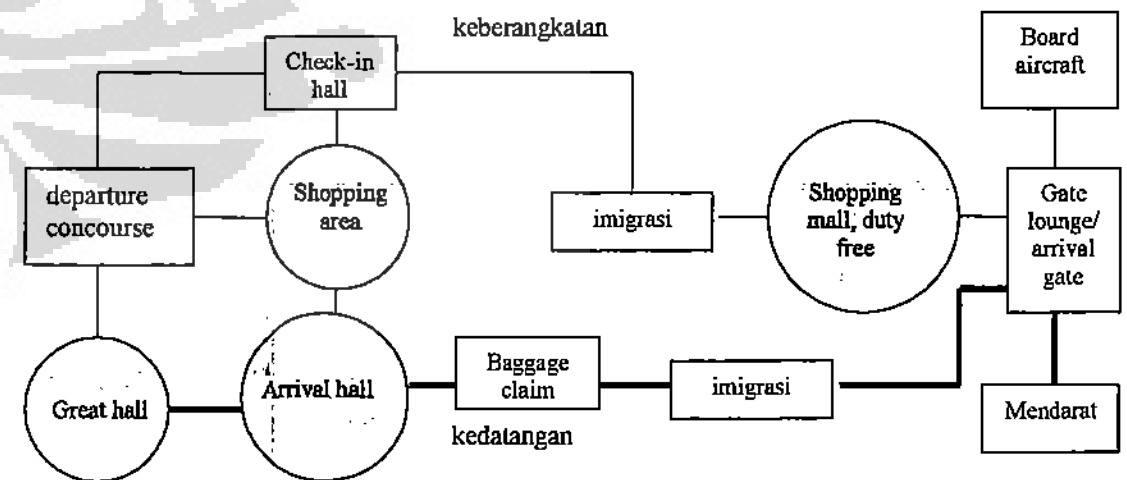 keberangkatan
Board
aircraft
Check-in
hall
departure
concourse
Shopping
area
imigrasi
Shopping
mall, duty
free
Gate
lounge/
arrival
gate
Great hall
Arrival hall
Baggage
claim
imigrasi
Mendarat
kedatangan